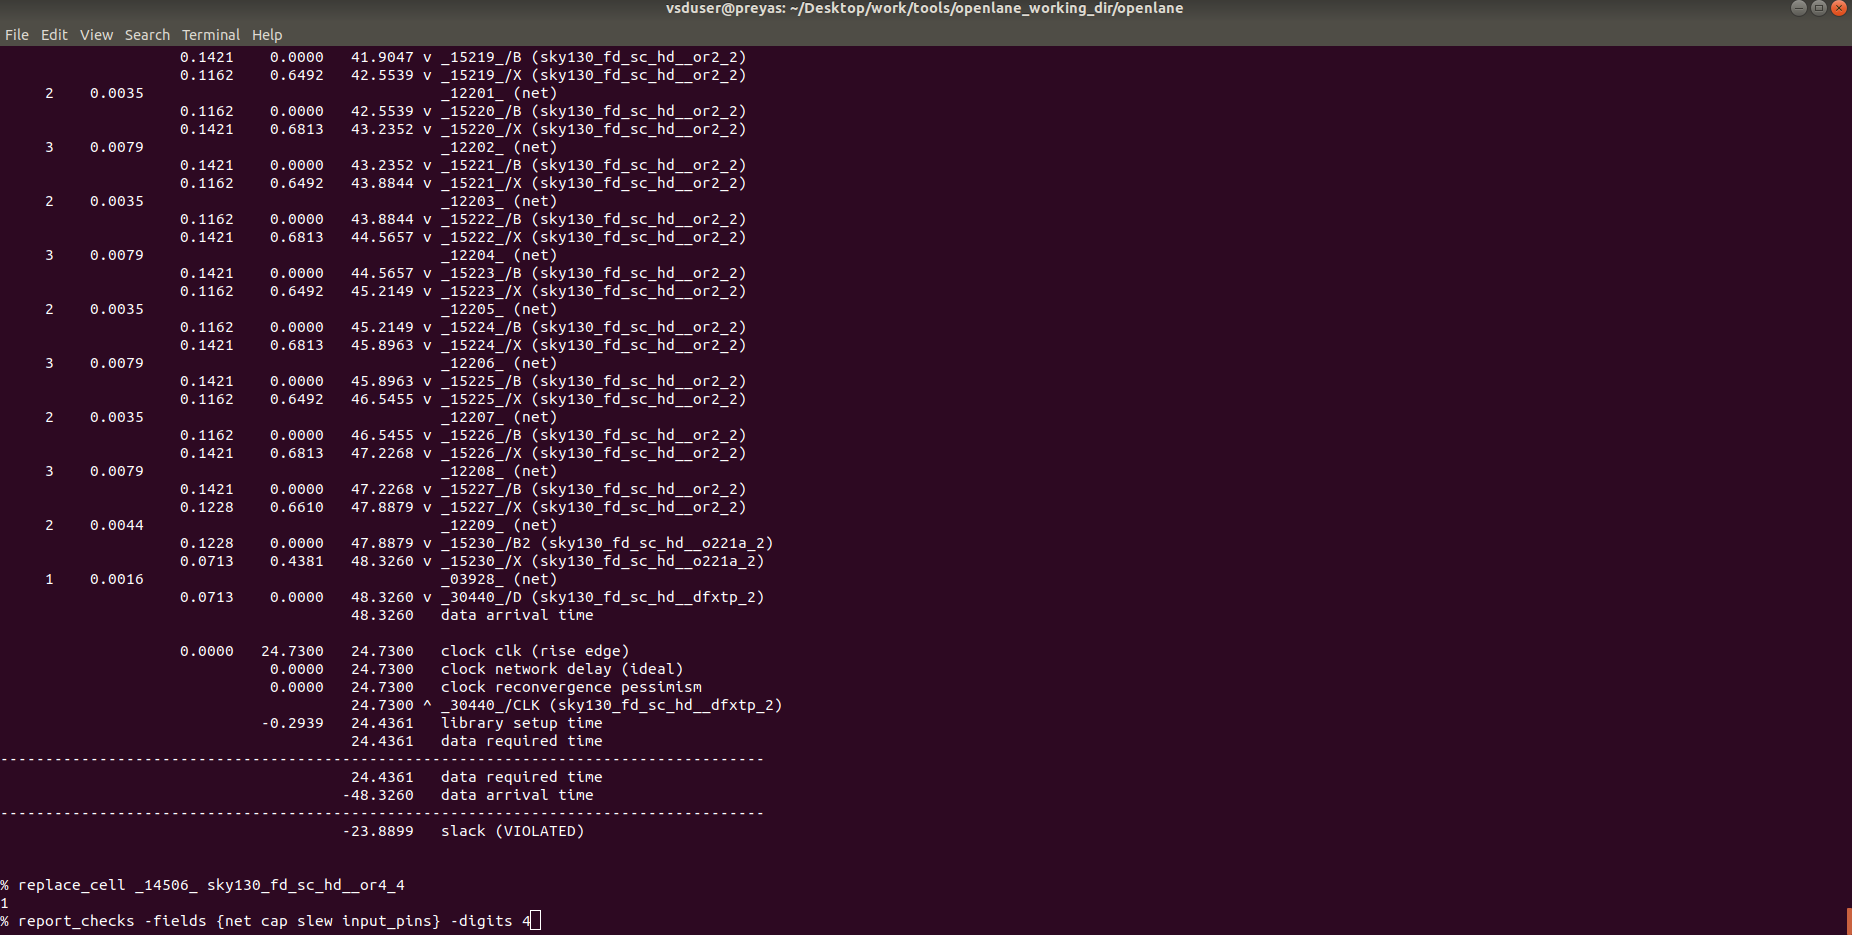 vsduser@preyas: ~/Desktop/work/tools/openlane_working_dir/openlane
File Edit View Search Terminal Help
0.1421 0.0000 41.9047 v _15219_/B (sky130_fd_sc_hd__or2_2)
0.1162 0.6492 42.5539 v _15219_/X (sky130_fd_sc_hd__or2_2)
2 0.0035 _12201_ (net)
0.1162 0.0000 42.5539 v _15220_/B (sky130_fd_sc_hd__or2_2)
0.1421 0.6813 43.2352 v _15220_/X (sky130_fd_sc_hd__or2_2)
3 0.0079 _12202_ (net)
0.1421 0.0000 43.2352 v _15221_/B (sky130_fd_sc_hd__or2_2)
0.1162 0.6492 43.8844 v _15221_/X (sky130_fd_sc_hd__or2_2)
2 0.0035 _12203_ (net)
0.1162 0.0000 43.8844 v _15222_/B (sky130_fd_sc_hd__or2_2)
0.1421 0.6813 44.5657 v _15222_/X (sky130_fd_sc_hd__or2_2)
3 0.0079 _12204_ (net)
0.1421 0.0000 44.5657 v _15223_/B (sky130_fd_sc_hd__or2_2)
0.1162 0.6492 45.2149 v _15223_/X (sky130_fd_sc_hd__or2_2)
2 0.0035 _12205_ (net)
0.1162 0.0000 45.2149 v _15224_/B (sky130_fd_sc_hd__or2_2)
0.1421 0.6813 45.8963 v _15224_/X (sky130_fd_sc_hd__or2_2)
3 0.0079 _12206_ (net)
0.1421 0.0000 45.8963 v _15225_/B (sky130_fd_sc_hd__or2_2)
0.1162 0.6492 46.5455 v _15225_/X (sky130_fd_sc_hd__or2_2)
2 0.0035 _12207_ (net)
0.1162 0.0000 46.5455 v _15226_/B (sky130_fd_sc_hd__or2_2)
0.1421 0.6813 47.2268 v _15226_/X (sky130_fd_sc_hd__or2_2)
3 0.0079 _12208_ (net)
0.1421 0.0000 47.2268 v _15227_/B (sky130_fd_sc_hd__or2_2)
0.1228 0.6610 47.8879 v _15227_/X (sky130_fd_sc_hd__or2_2)
2 0.0044 _12209_ (net)
0.1228 0.0000 47.8879 v _15230_/B2 (sky130_fd_sc_hd__o221a_2)
0.0713 0.4381 48.3260 v _15230_/X (sky130_fd_sc_hd__o221a_2)
1 0.0016 _03928_ (net)
0.0713 0.0000 48.3260 v _30440_/D (sky130_fd_sc_hd__dfxtp_2)
48.3260 data arrival time
0.0000 24.7300 24.7300 clock clk (rise edge)
0.0000 24.7300 clock network delay (ideal)
0.0000 24.7300 clock reconvergence pessimism
24.7300 ^ _30440_/CLK (sky130_fd_sc_hd__dfxtp_2)
-0.2939 24.4361 library setup time
24.4361 data required time
-------------------------------------------------------------------------------------
24.4361 data required time
-48.3260 data arrival time
-------------------------------------------------------------------------------------
-23.8899 slack (VIOLATED)
% replace_cell _14506_ sky130_fd_sc_hd__or4_4
1
% report_checks -fields {net cap slew input_pins} -digits 4